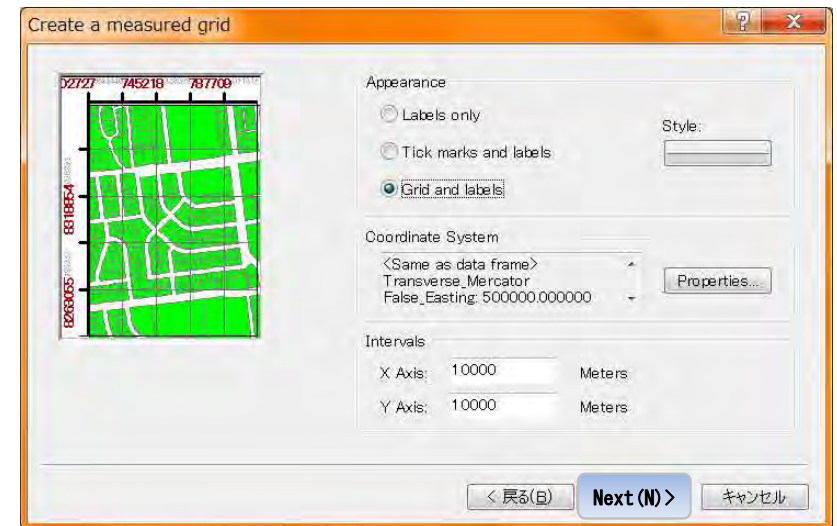 Create a measured grid
02727 745218 787709
8318854
8263055
Appearance
Labels only
Tick marks and labels
Grid and labels
Style:
Coordinate System
<Same as data frame>
Transverse_Mercator
False_Easting: 500000.000000
Properties...
Intervals
X Axis: 10000 Meters
Y Axis: 10000 Meters
< 戻る(B) Next(N)> キャンセル